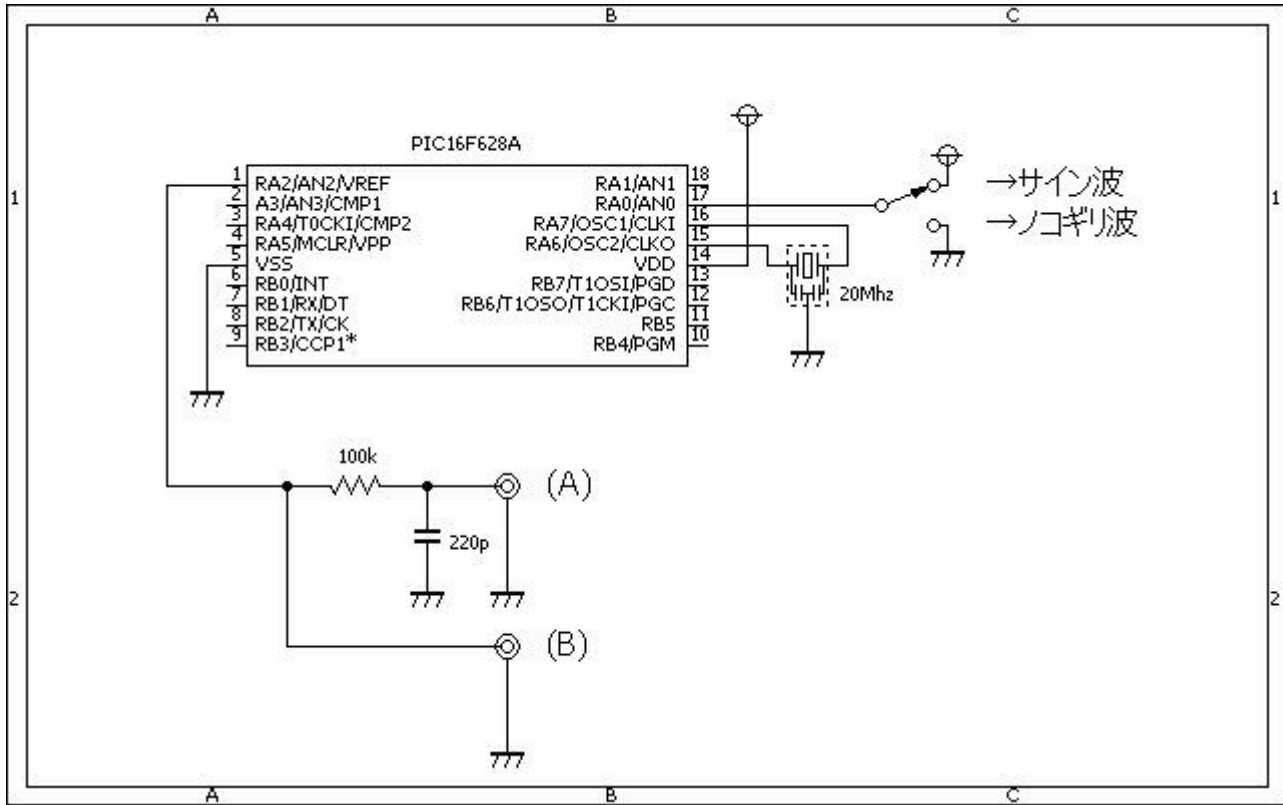 A B C
PIC16F628A
1 RA2/AN2/VREF RA1/AN1 18
2 A3/AN3/CMP1 RA0/AN0 17
3 RA4/T0CKI/CMP2 RA7/OSC1/CLKI 16
4 RA5/MCLR/VPP RA6/OSC2/CLKO 15
5 VSS VDD 14
6 RB0/INT RB7/T1OSI/PGD 13
7 RB1/RX/DT RB6/T1OSO/T1CKI/PGC 12
8 RB2/TX/CK RB5 11
9 RB3/CCP1* RB4/PGM 10
→サイン波
→ノコギリ波
1 1
20Mhz
100k
(A)
220p
2 2
(B)
A B C